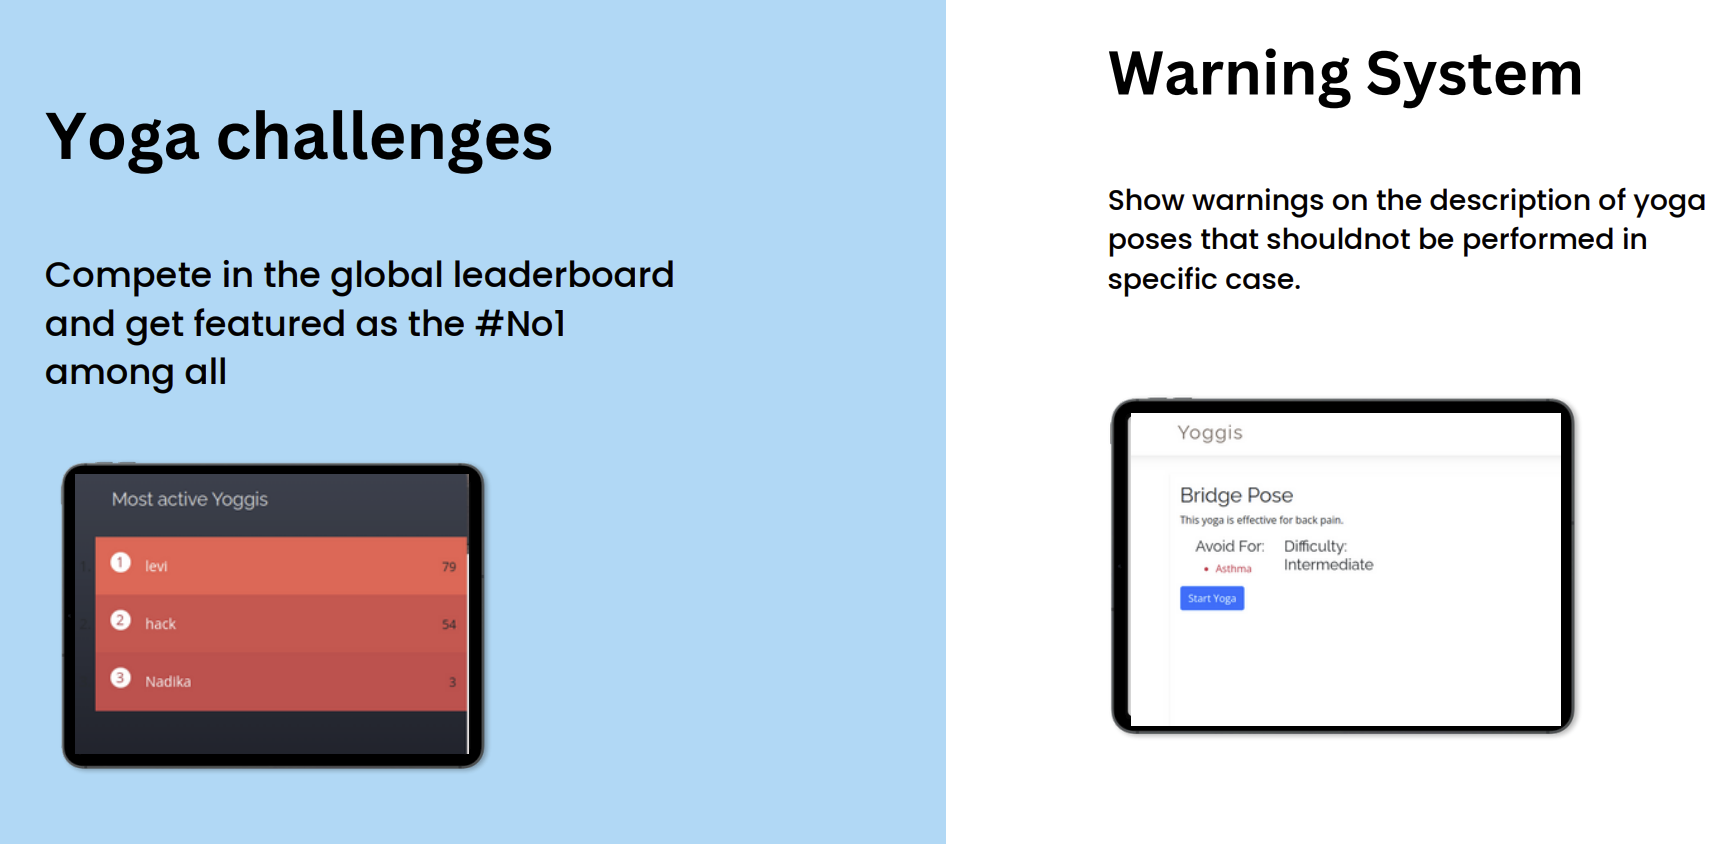 Yoga challenges
Compete in the global leaderboard
and get featured as the #No1
among all
Most active Yoggis
1 levi 79
2 hack 54
3 Nadika 3
Warning System
Show warnings on the description of yoga
poses that shouldnot be performed in
specific case.
Yoggis
Bridge Pose
This yoga is effective for back pain.
Avoid For:
• Asthma
Difficulty:
Intermediate
Start Yoga